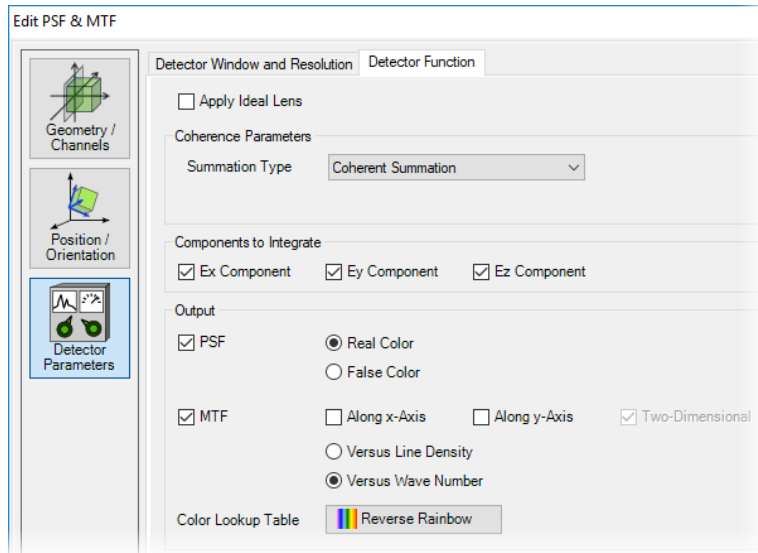 Edit PSF & MTF
Detector Window and Resolution Detector Function
Apply Ideal Lens
Geometry /
Channels
Coherence Parameters
Summation Type Coherent Summation
Position /
Orientation
Components to Integrate
Ex Component Ey Component Ez Component
Output
PSF Real Color
False Color
Detector
Parameters
MTF Along x-Axis Along y-Axis Two-Dimensional
Versus Line Density
Versus Wave Number
Color Lookup Table Reverse Rainbow